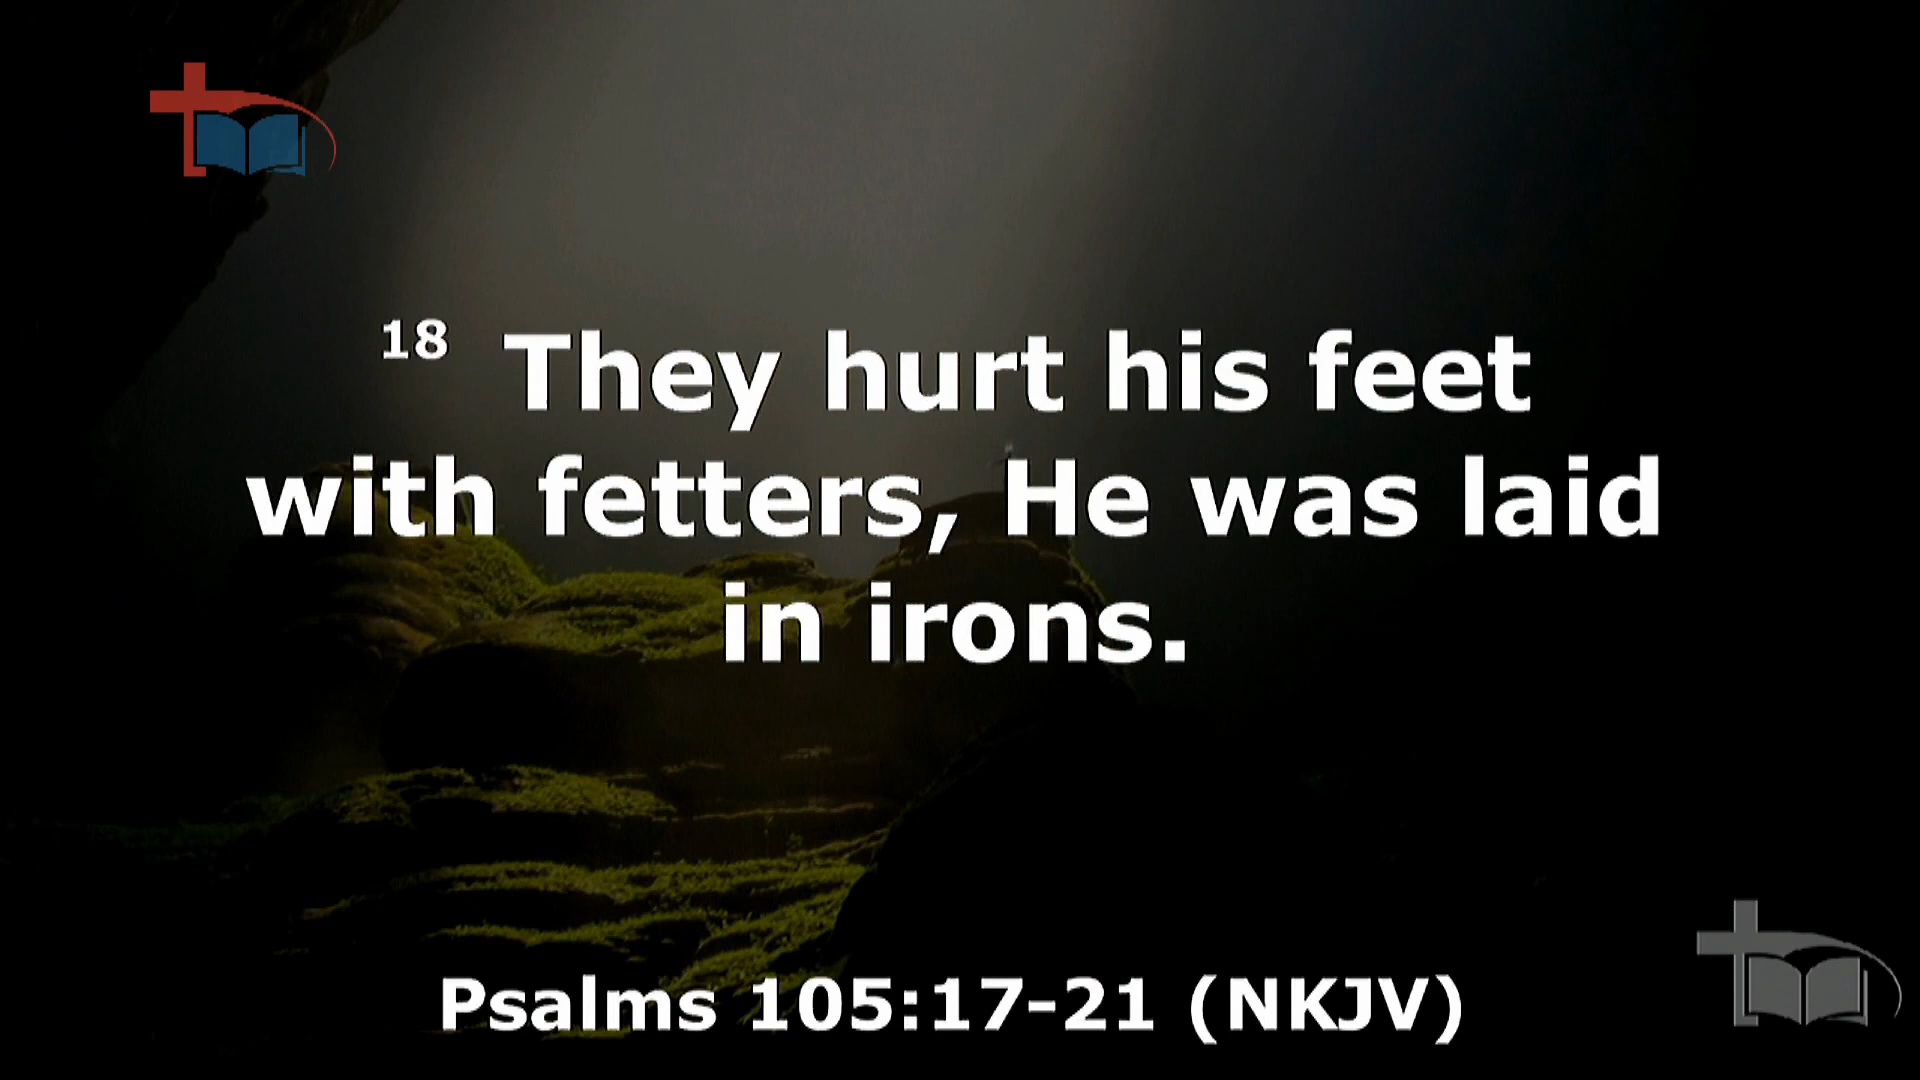 18 They hurt his feet
with fetters, He was laid
in irons.
Psalms 105:17-21 (NKJV)